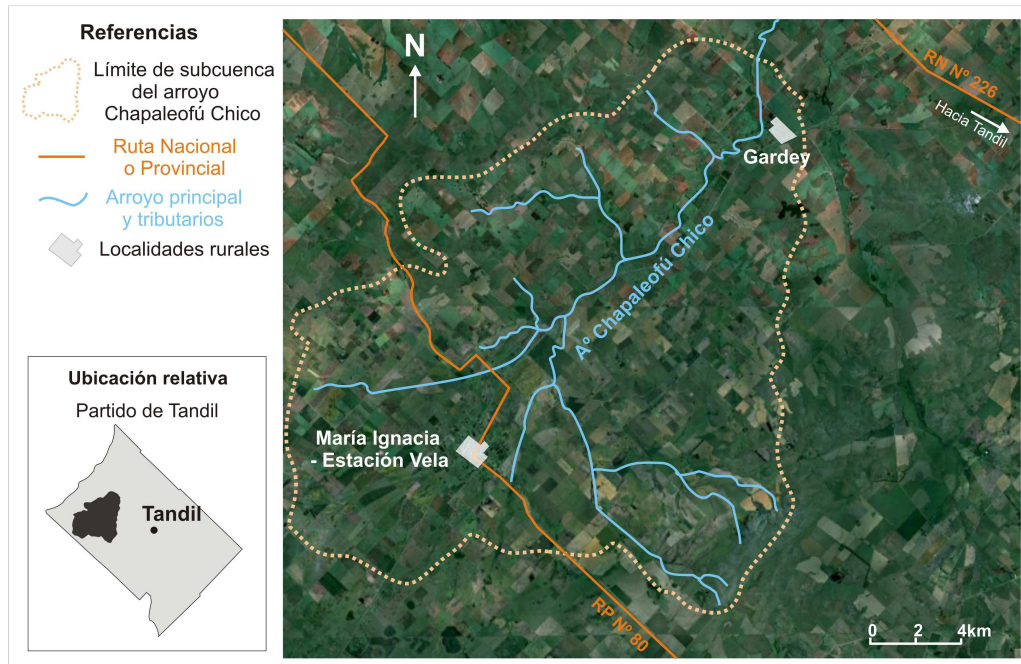 Referencias
Límite de subcuenca
del arroyo
Chapaleofú Chico
Ruta Nacional
o Provincial
Arroyo principal
y tributarios
Localidades rurales
Ubicación relativa
Partido de Tandil
Tandil
N
RN Nº 226
Hacia Tandil
Gardey
Aº Chapaleofú Chico
María Ignacia
- Estación Vela
RP Nº 80
0 2 4km